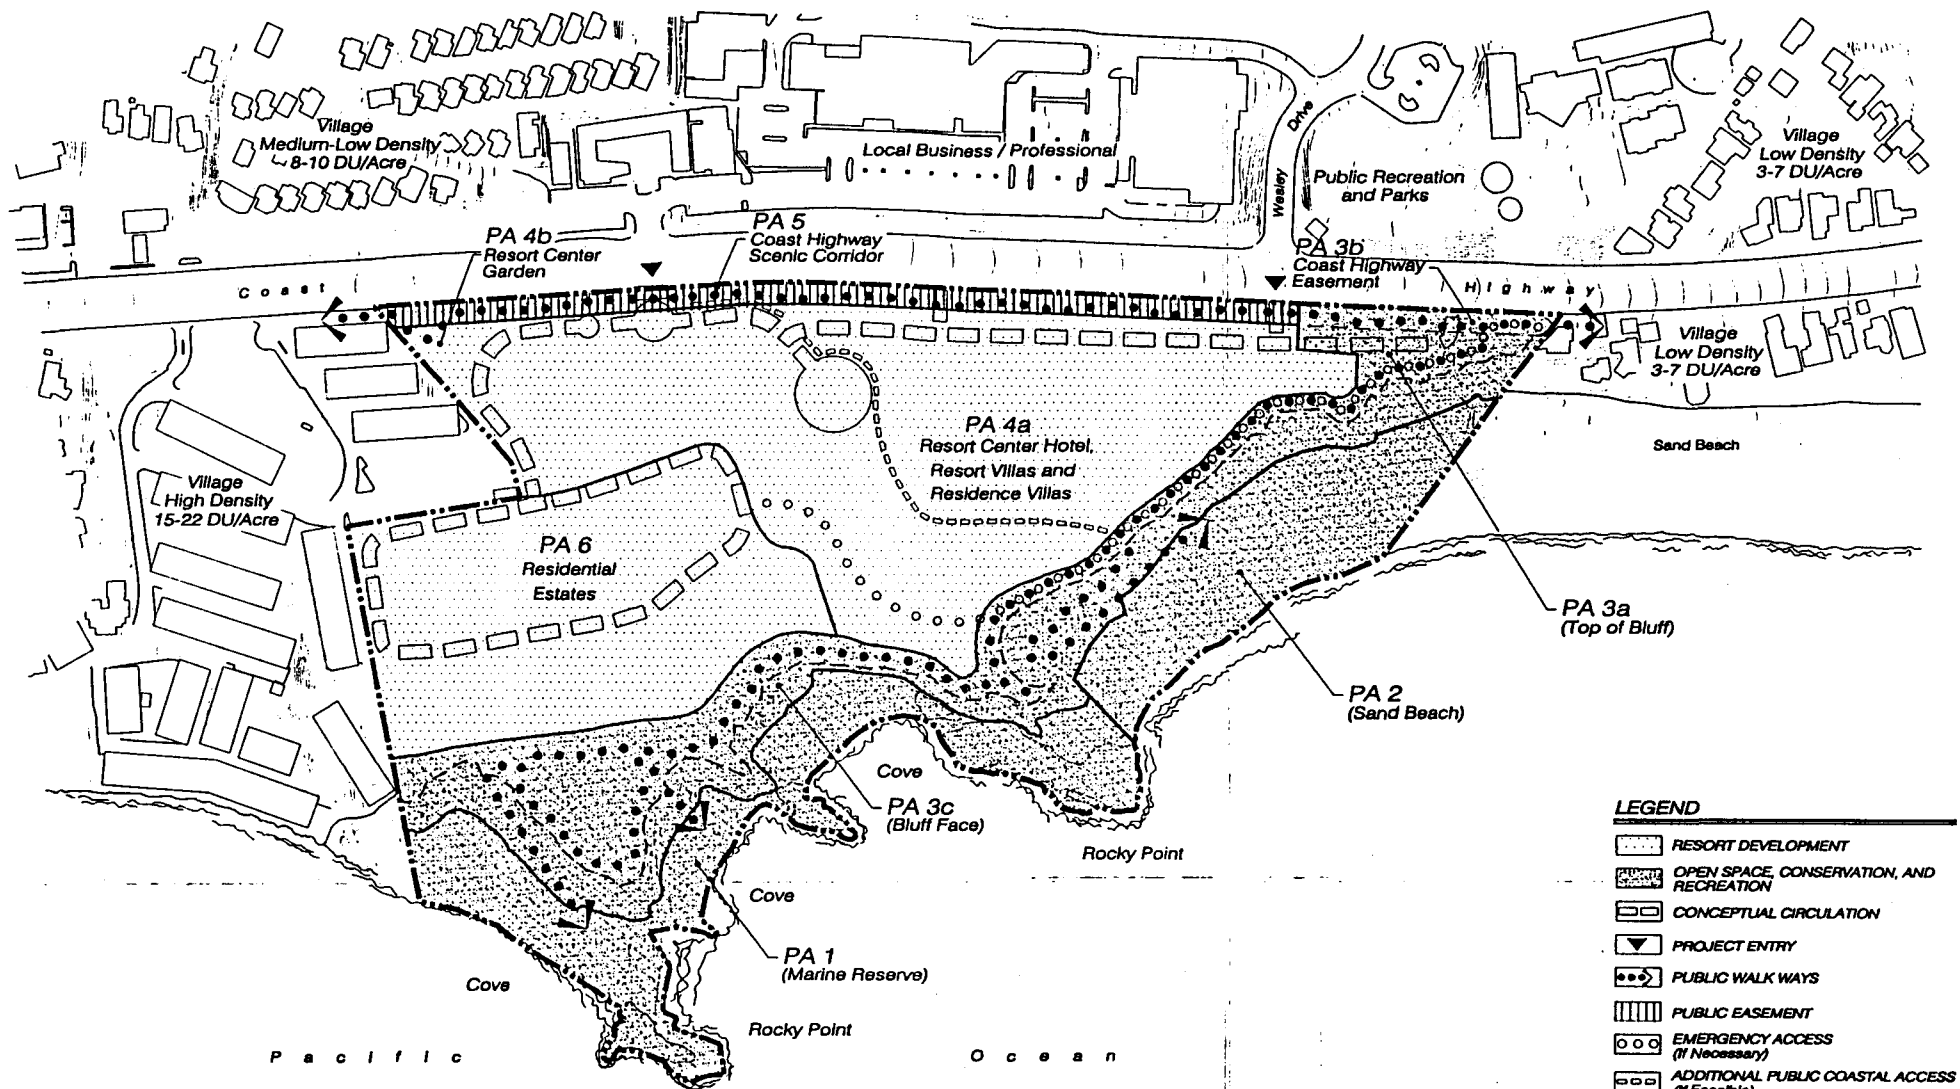 Village
Medium-Low Density
8-10 DU/Acre
Local Business / Professional
Wesley Drive
Public Recreation
and Parks
Village
Low Density
3-7 DU/Acre
PA 4b
Resort Center
Garden
PA 5
Coast Highway
Scenic Corridor
PA 3b
Coast Highway
Easement
Coast Highway
Village
Low Density
3-7 DU/Acre
Sand Beach
PA 4a
Resort Center Hotel,
Resort Villas and
Residence Villas
Village
High Density
15-22 DU/Acre
PA 6
Residential
Estates
PA 3a
(Top of Bluff)
PA 2
(Sand Beach)
Cove
PA 3c
(Bluff Face)
Rocky Point
Cove
PA 1
(Marine Reserve)
Cove
Rocky Point
Pacific Ocean
LEGEND
RESORT DEVELOPMENT
OPEN SPACE, CONSERVATION, AND
RECREATION
CONCEPTUAL CIRCULATION
PROJECT ENTRY
PUBLIC WALK WAYS
PUBLIC EASEMENT
EMERGENCY ACCESS
(If Necessary)
ADDITIONAL PUBLIC COASTAL ACCESS
(If Feasible)